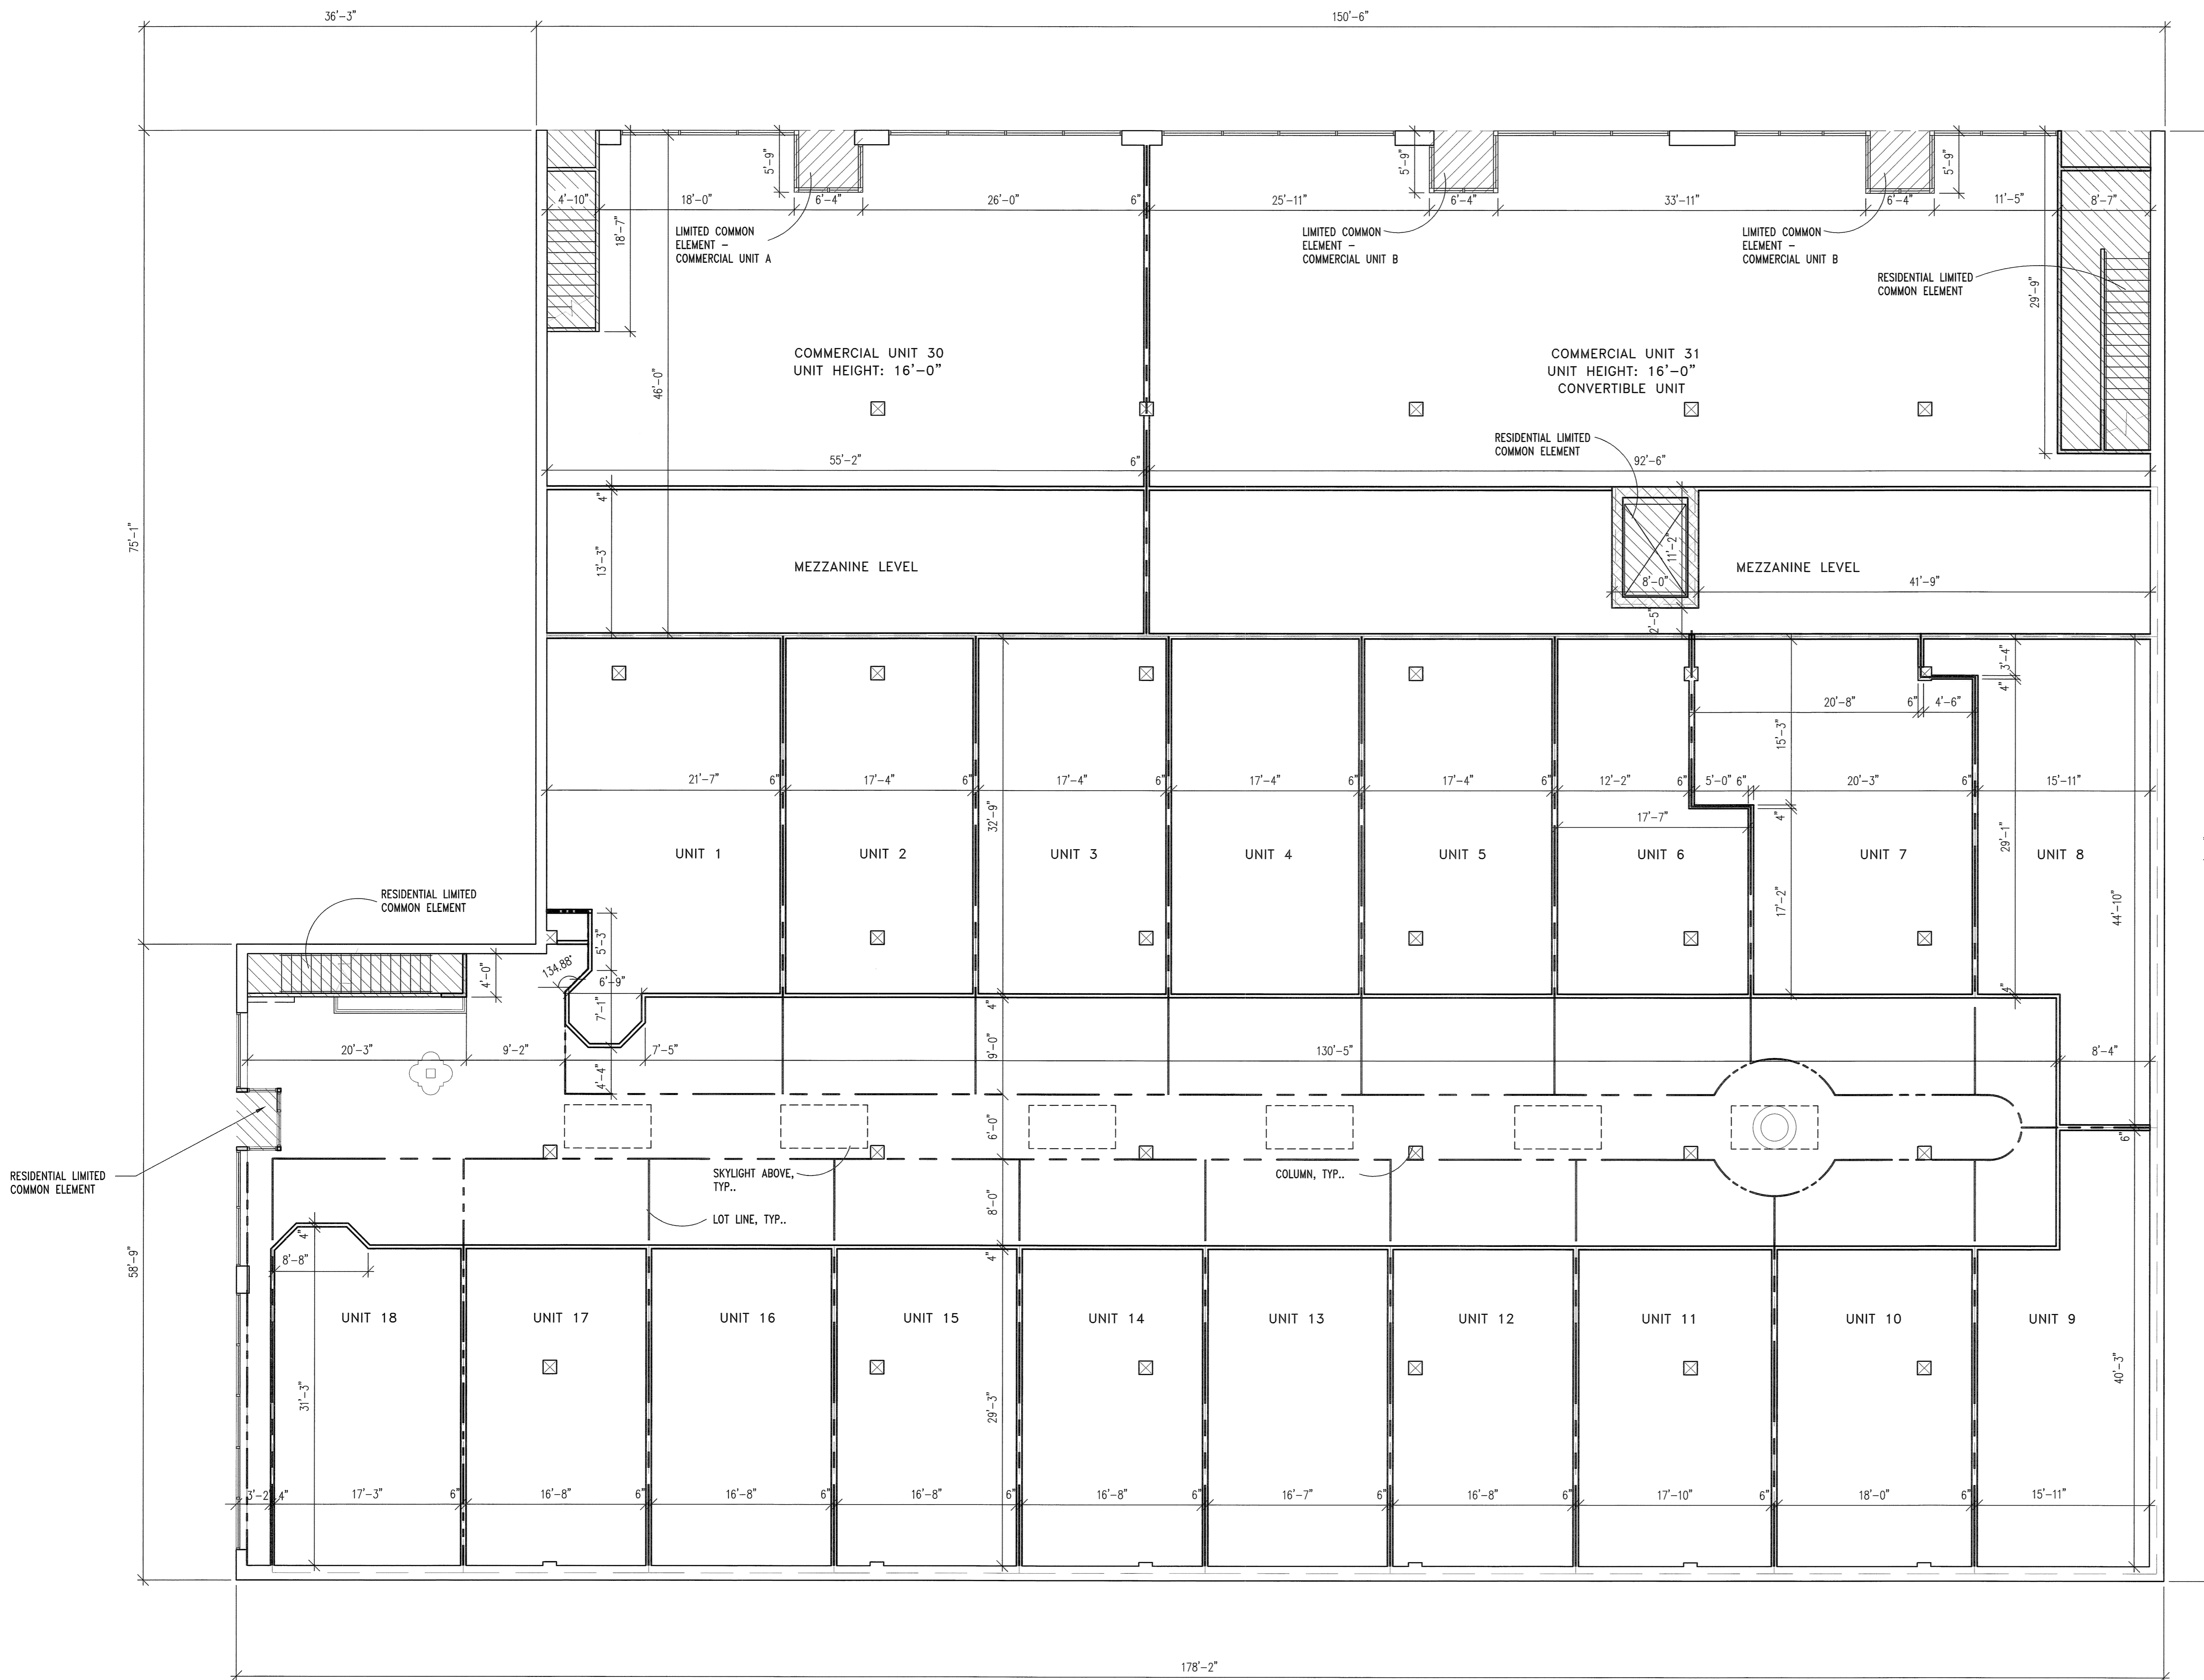 36'-3"
150'-6"
5'-9"
5'-9"
5'-9"
4'-10"
18'-0"
6'-4"
26'-0"
6"
25'-11"
6'-4"
33'-11"
6'-4"
11'-5"
8'-7"
18'-7"
LIMITED COMMON
ELEMENT –
COMMERCIAL UNIT A
LIMITED COMMON
ELEMENT –
COMMERCIAL UNIT B
LIMITED COMMON
ELEMENT –
COMMERCIAL UNIT B
RESIDENTIAL LIMITED
COMMON ELEMENT
29'-9"
COMMERCIAL UNIT 30
UNIT HEIGHT: 16'-0"
COMMERCIAL UNIT 31
UNIT HEIGHT: 16'-0"
CONVERTIBLE UNIT
46'-0"
RESIDENTIAL LIMITED
COMMON ELEMENT
55'-2"
6"
92'-6"
4"
75'-1"
13'-3"
MEZZANINE LEVEL
11'-2"
MEZZANINE LEVEL
8'-0"
41'-9"
2'-5"
3'-4"
4"
20'-8"
6"
4'-6"
15'-3"
21'-7"
6"
17'-4"
6"
17'-4"
6"
17'-4"
6"
17'-4"
6"
12'-2"
6"
5'-0"
6"
20'-3"
6"
15'-11"
32'-9"
17'-7"
4"
29'-1"
UNIT 1
UNIT 2
UNIT 3
UNIT 4
UNIT 5
UNIT 6
UNIT 7
UNIT 8
RESIDENTIAL LIMITED
COMMON ELEMENT
17'-2"
44'-10"
5'-3"
134.88°
6'-9"
4'-0"
7'-1"
4"
4"
20'-3"
9'-2"
7'-5"
9'-0"
130'-5"
8'-4"
4'-4"
6'-0"
6"
RESIDENTIAL LIMITED
COMMON ELEMENT
SKYLIGHT ABOVE,
TYP..
COLUMN, TYP..
LOT LINE, TYP..
8'-0"
4"
8'-8"
4"
58'-9"
UNIT 18
UNIT 17
UNIT 16
UNIT 15
UNIT 14
UNIT 13
UNIT 12
UNIT 11
UNIT 10
UNIT 9
31'-3"
29'-3"
40'-3"
3'-2"
4"
17'-3"
6"
16'-8"
6"
16'-8"
6"
16'-8"
6"
16'-8"
6"
16'-7"
6"
16'-8"
6"
17'-10"
6"
18'-0"
6"
15'-11"
178'-2"